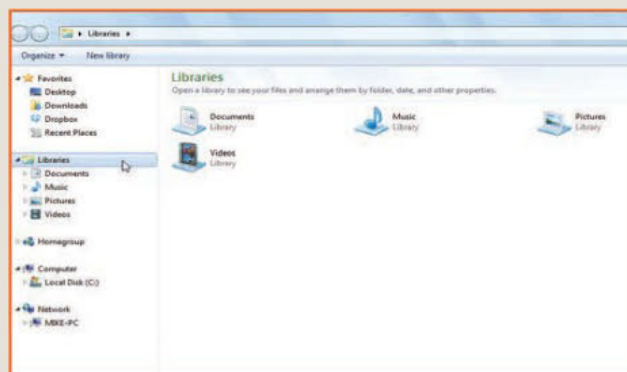 Libraries
Organize New library
Favorites
Desktop
Downloads
Dropbox
Recent Places
Libraries
Documents
Music
Pictures
Videos
Homegroup
Computer
Local Disk (C:)
Network
MIKE-PC
Libraries
Open a library to see your files and arrange them by folder, date, and other properties.
Documents
Library
Music
Library
Pictures
Library
Videos
Library